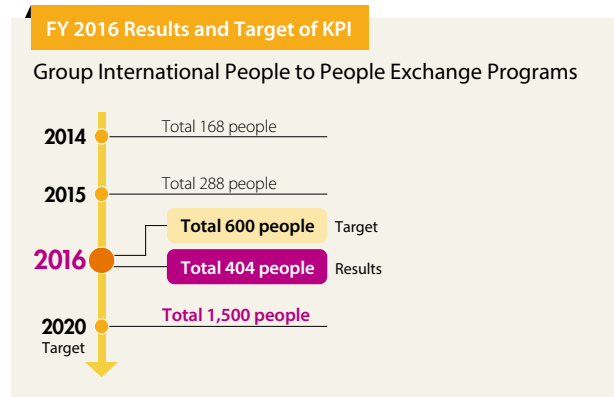 FY 2016 Results and Target of KPI
Group International People to People Exchange Programs
2014
Total 168 people
2015
Total 288 people
2016
Total 600 people
Target
Total 404 people
Results
2020
Target
Total 1,500 people